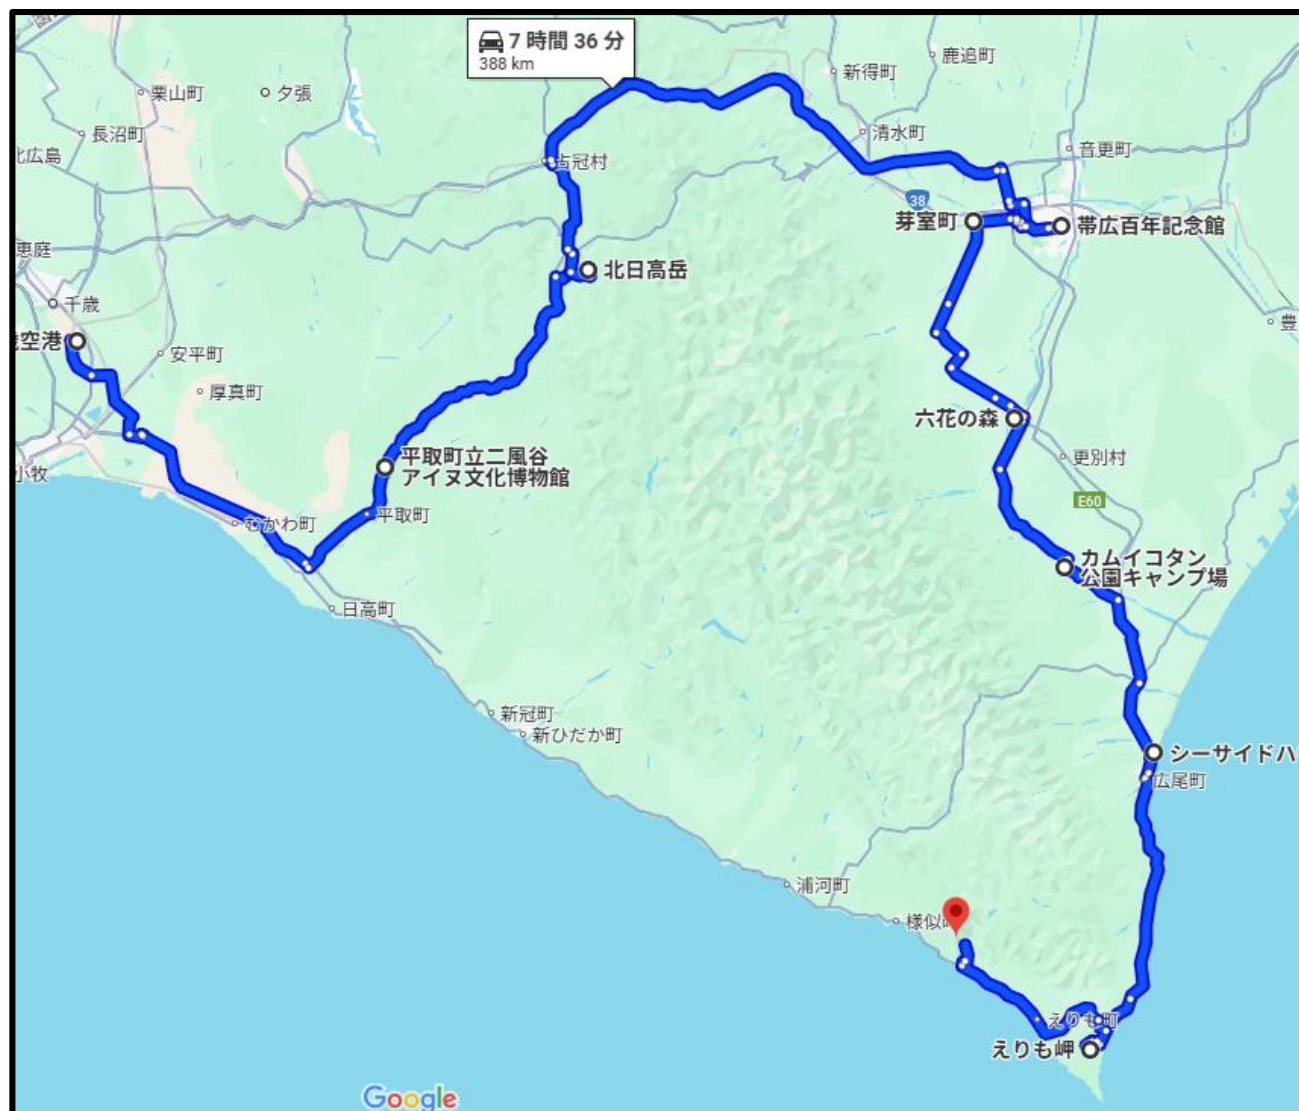 7 時間 36 分
388 km
鹿追町
新得町
栗山町
夕張
長沼町
清水町
北広島
音更町
占冠村
38
芽室町
帯広百年記念館
恵庭
北日高岳
千歳
豊
歳空港
安平町
厚真町
六花の森
平取町立二風谷
アイヌ文化博物館
更別村
小牧
E60
平取町
むかわ町
カムイコタン
公園キャンプ場
日高町
新冠町
新ひだか町
シーサイドハ
広尾町
浦河町
様似町
えりも町
えりも岬
Google